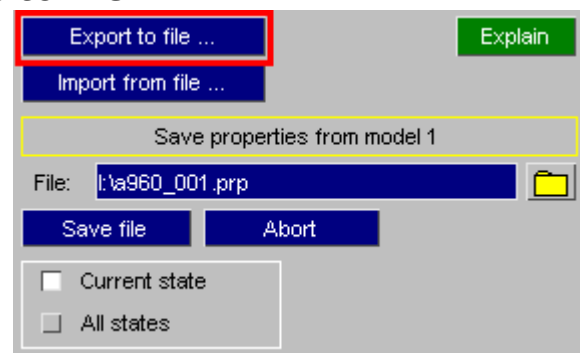 Export to file ...
Explain
Import from file ...
Save properties from model 1
File: I:\a960_001.prp
Save file
Abort
Current state
All states